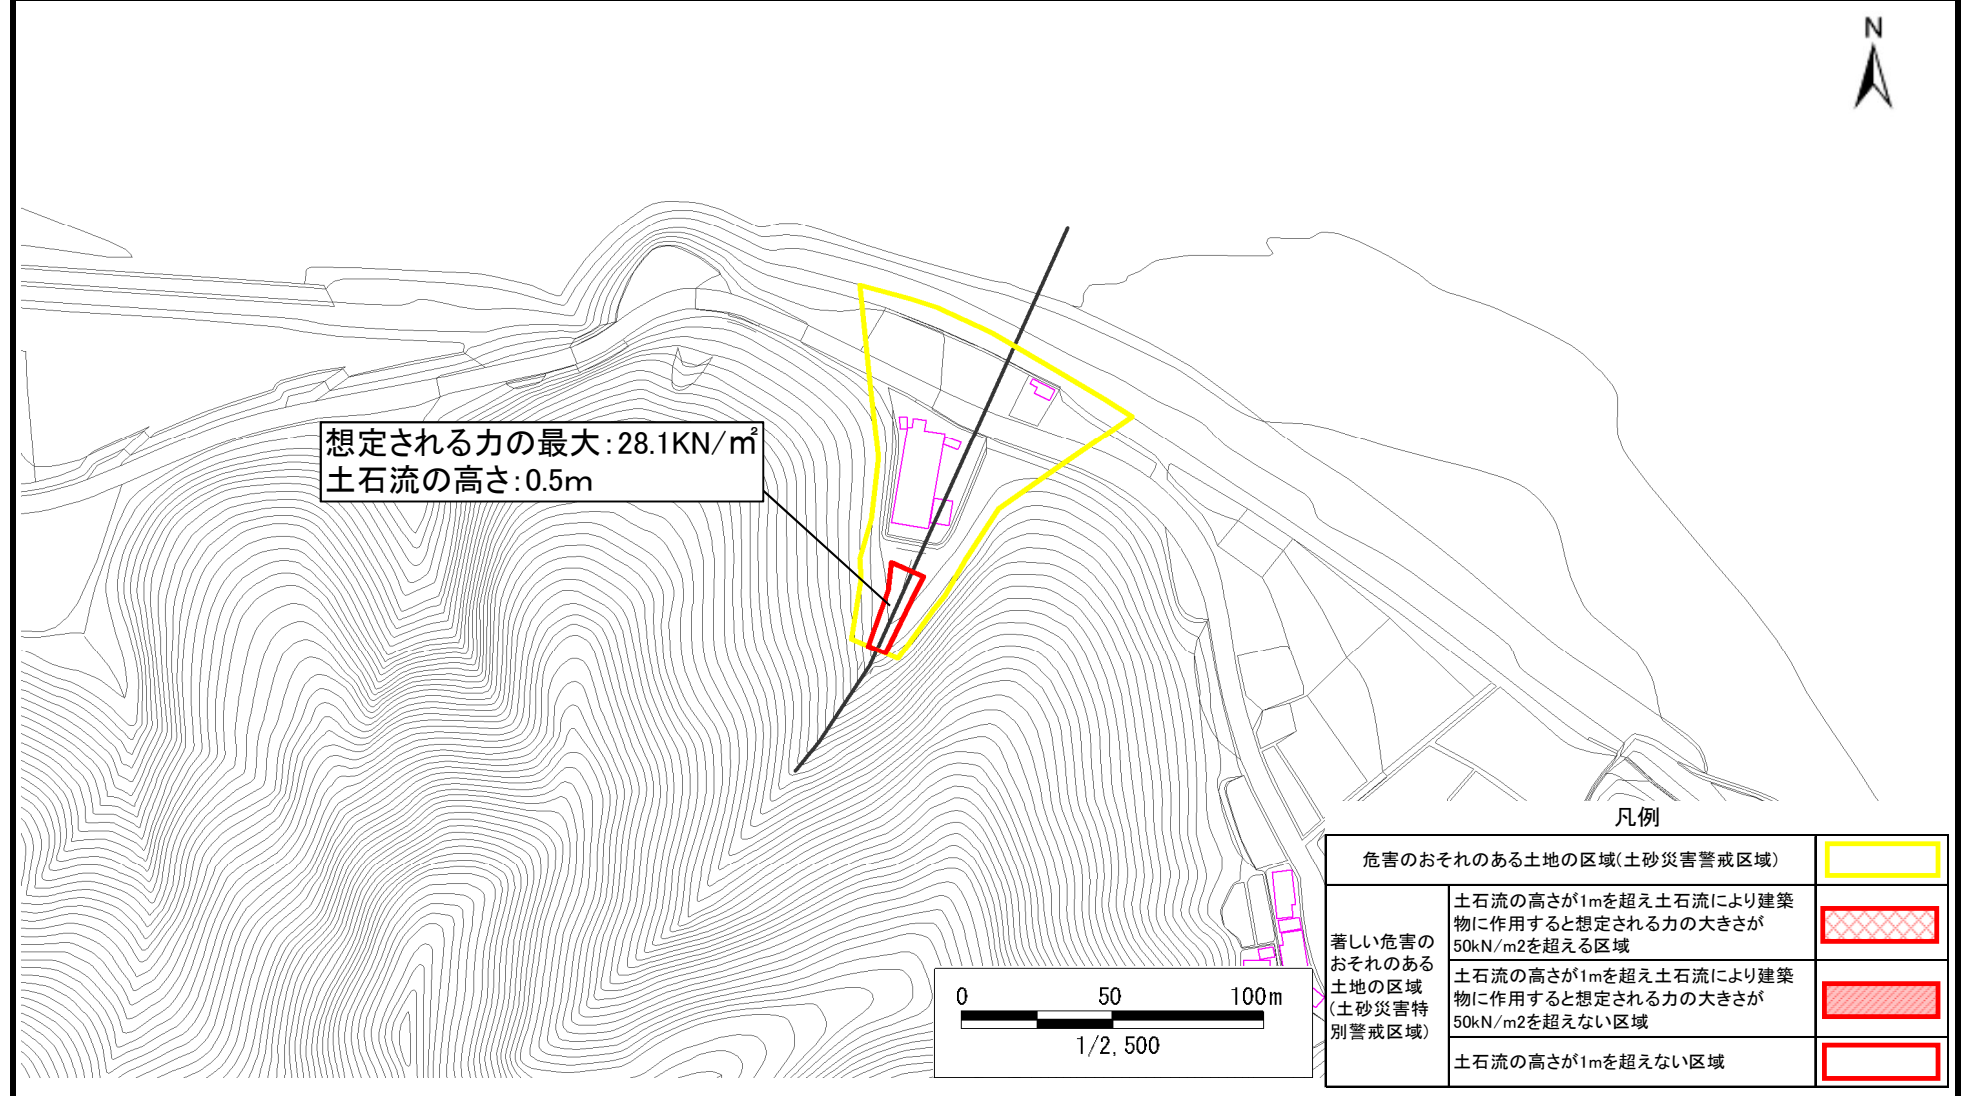 N
想定される力の最大:28.1KN/㎡
土石流の高さ:0.5m
凡例
危害のおそれのある土地の区域(土砂災害警戒区域)
著しい危害の
おそれのある
土地の区域
(土砂災害特
別警戒区域)
土石流の高さが1mを超え土石流により建築
物に作用すると想定される力の大きさが
50kN/m2を超える区域
土石流の高さが1mを超え土石流により建築
物に作用すると想定される力の大きさが
50kN/m2を超えない区域
土石流の高さが1mを超えない区域
0 50 100m
1/2,500